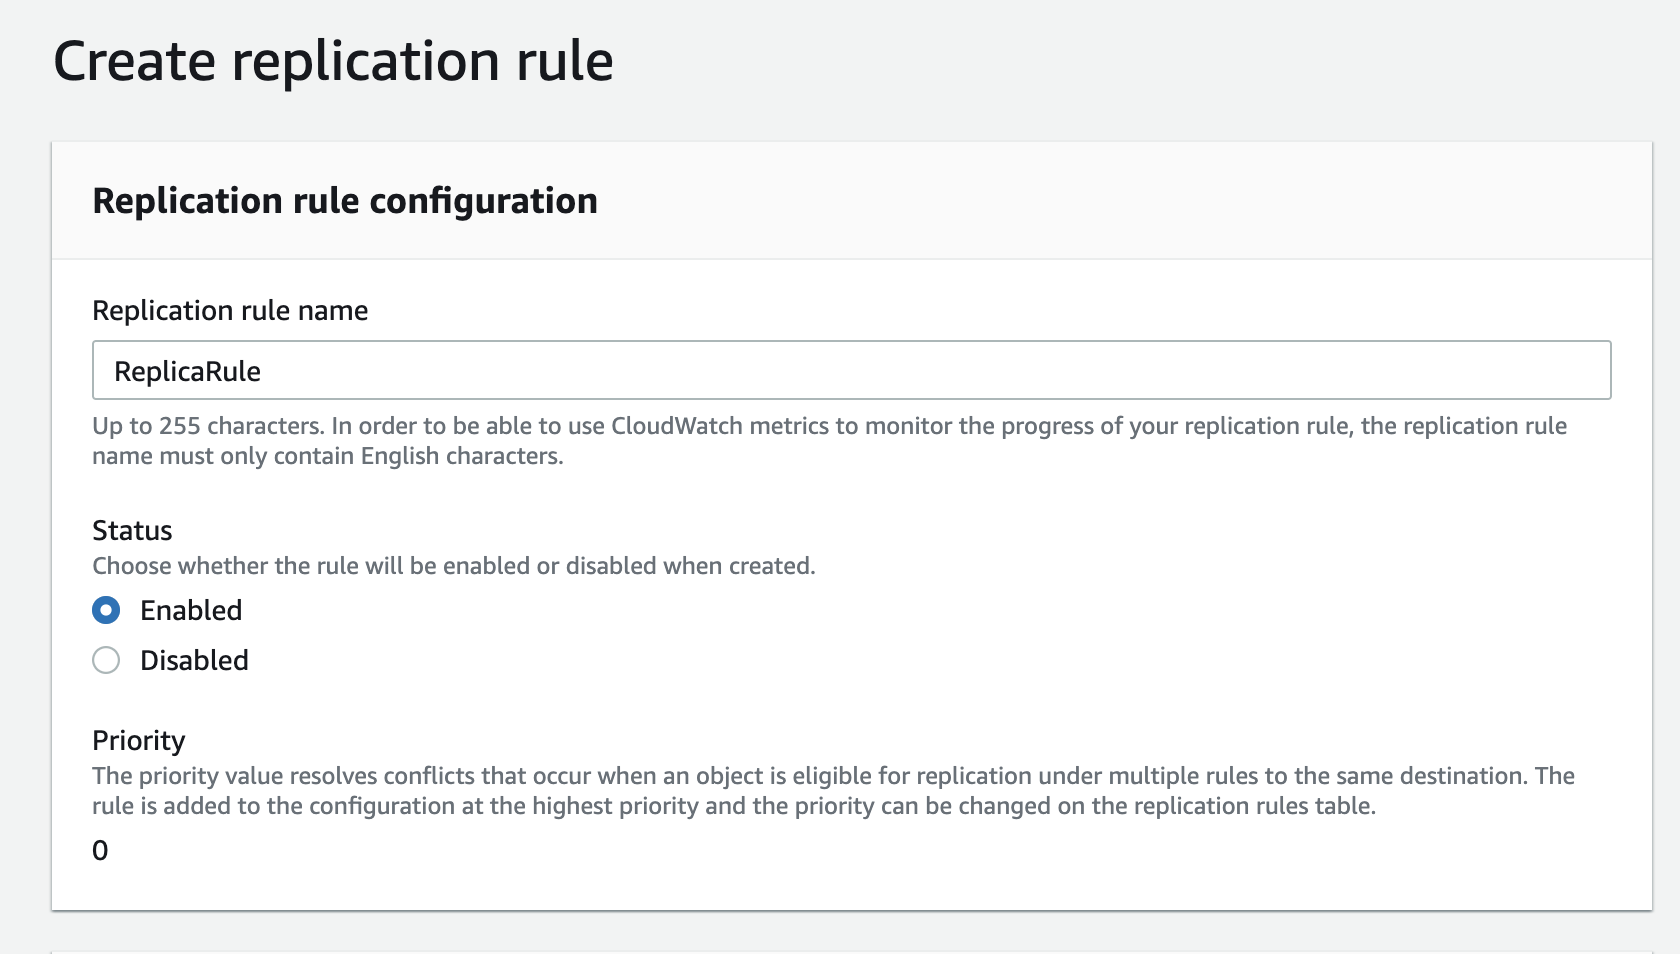 Create replication rule
Replication rule configuration
Replication rule name
ReplicaRule
Up to 255 characters. In order to be able to use CloudWatch metrics to monitor the progress of your replication rule, the replication rule
name must only contain English characters.
Status
Choose whether the rule will be enabled or disabled when created.
Enabled
Disabled
Priority
The priority value resolves conflicts that occur when an object is eligible for replication under multiple rules to the same destination. The
rule is added to the configuration at the highest priority and the priority can be changed on the replication rules table.
0